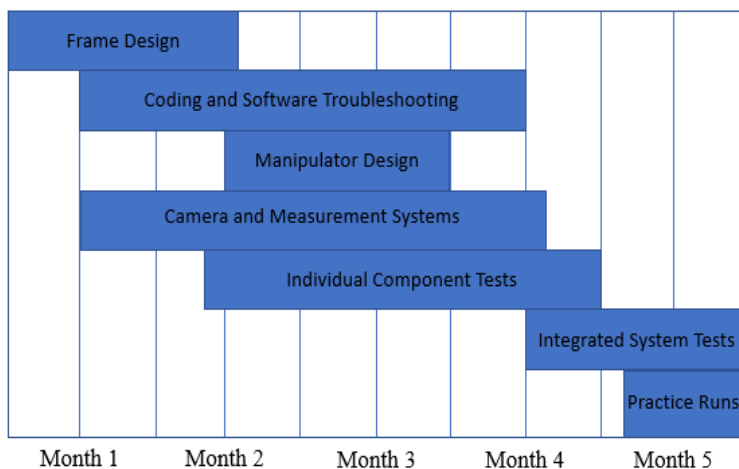 Frame Design
Coding and Software Troubleshooting
Manipulator Design
Camera and Measurement Systems
Individual Component Tests
Integrated System Tests
Practice Runs
Month 1 Month 2 Month 3 Month 4 Month 5